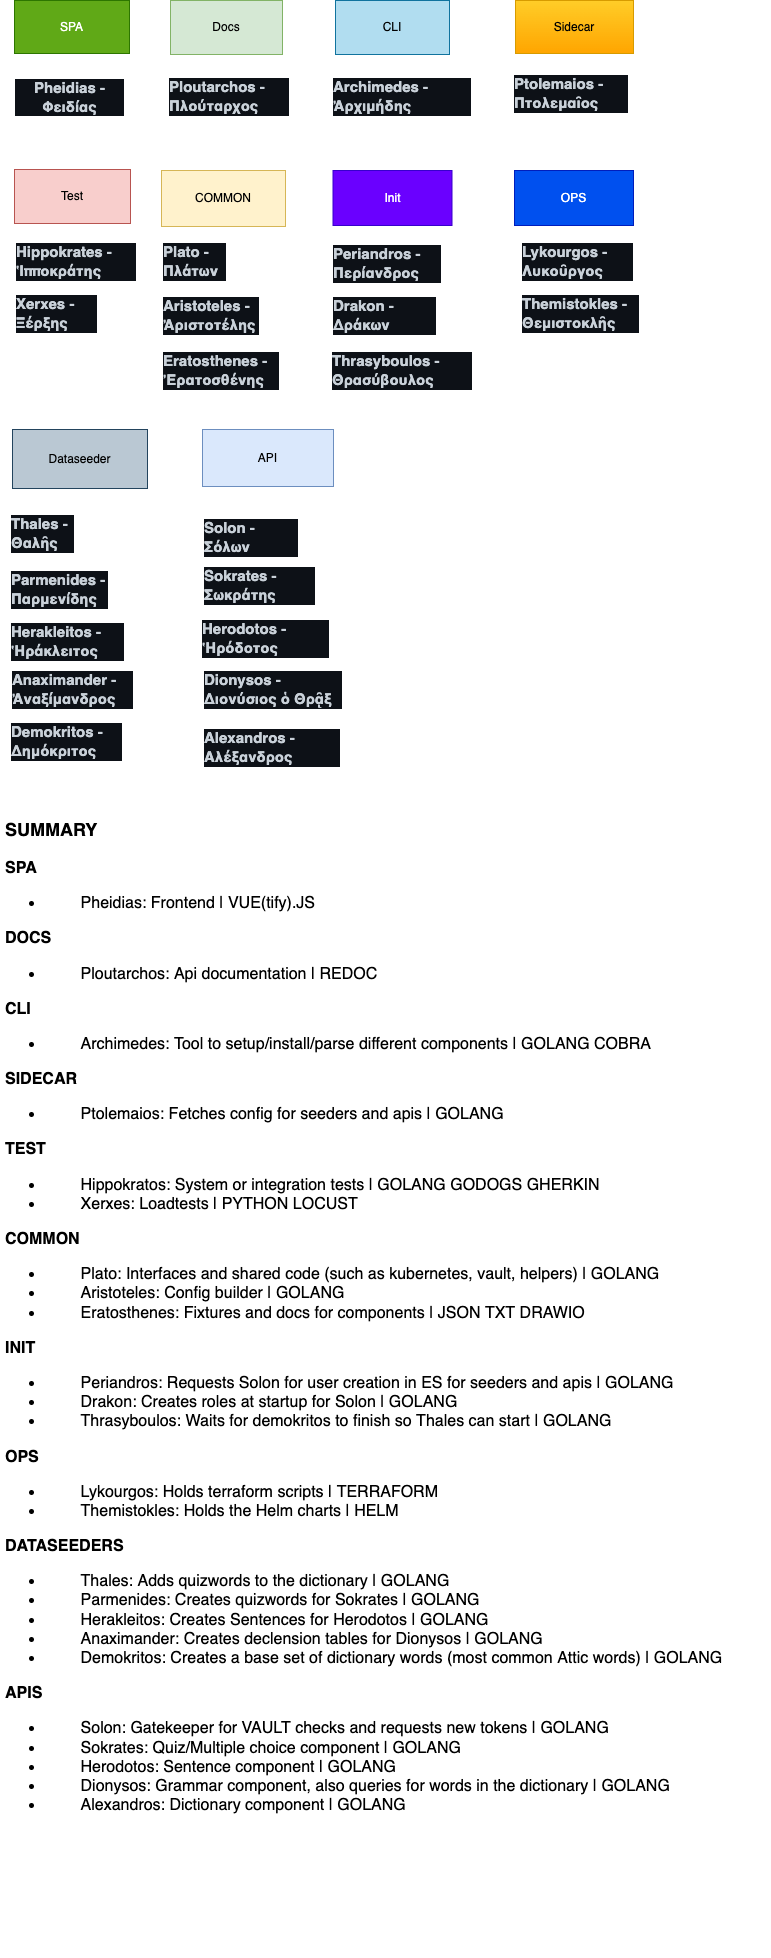 SPA
Docs
CLI
Sidecar
Pheidias -
Φειδίας
Ploutarchos -
Πλούταρχος
Archimedes -
Ἀρχιμήδης
Ptolemaios -
Πτολεμαῖος
Test
COMMON
Init
OPS
Hippokrates -
Ἱπποκράτης
Xerxes -
Ξέρξης
Plato -
Πλάτων
Aristoteles -
Ἀριστοτέλης
Eratosthenes -
Ἐρατοσθένης
Periandros -
Περίανδρος
Drakon -
Δράκων
Thrasyboulos -
Θρασύβουλος
Lykourgos -
Λυκοῦργος
Themistokles -
Θεμιστοκλῆς
Dataseeder
API
Thales -
Θαλῆς
Parmenides -
Παρμενίδης
Herakleitos -
Ἡράκλειτος
Anaximander -
Ἀναξίμανδρος
Demokritos -
Δημόκριτος
Solon -
Σόλων
Sokrates -
Σωκράτης
Herodotos -
Ἡρόδοτος
Dionysos -
Διονύσιος ὁ Θρᾷξ
Alexandros -
Αλέξανδρος
SUMMARY
SPA
• Pheidias: Frontend | VUE(tify).JS
DOCS
• Ploutarchos: Api documentation | REDOC
CLI
• Archimedes: Tool to setup/install/parse different components | GOLANG COBRA
SIDECAR
• Ptolemaios: Fetches config for seeders and apis | GOLANG
TEST
• Hippokratos: System or integration tests | GOLANG GODOGS GHERKIN
• Xerxes: Loadtests | PYTHON LOCUST
COMMON
• Plato: Interfaces and shared code (such as kubernetes, vault, helpers) | GOLANG
• Aristoteles: Config builder | GOLANG
• Eratosthenes: Fixtures and docs for components | JSON TXT DRAWIO
INIT
• Periandros: Requests Solon for user creation in ES for seeders and apis | GOLANG
• Drakon: Creates roles at startup for Solon | GOLANG
• Thrasyboulos: Waits for demokritos to finish so Thales can start | GOLANG
OPS
• Lykourgos: Holds terraform scripts | TERRAFORM
• Themistokles: Holds the Helm charts | HELM
DATASEEDERS
• Thales: Adds quizwords to the dictionary | GOLANG
• Parmenides: Creates quizwords for Sokrates | GOLANG
• Herakleitos: Creates Sentences for Herodotos | GOLANG
• Anaximander: Creates declension tables for Dionysos | GOLANG
• Demokritos: Creates a base set of dictionary words (most common Attic words) | GOLANG
APIS
• Solon: Gatekeeper for VAULT checks and requests new tokens | GOLANG
• Sokrates: Quiz/Multiple choice component | GOLANG
• Herodotos: Sentence component | GOLANG
• Dionysos: Grammar component, also queries for words in the dictionary | GOLANG
• Alexandros: Dictionary component | GOLANG